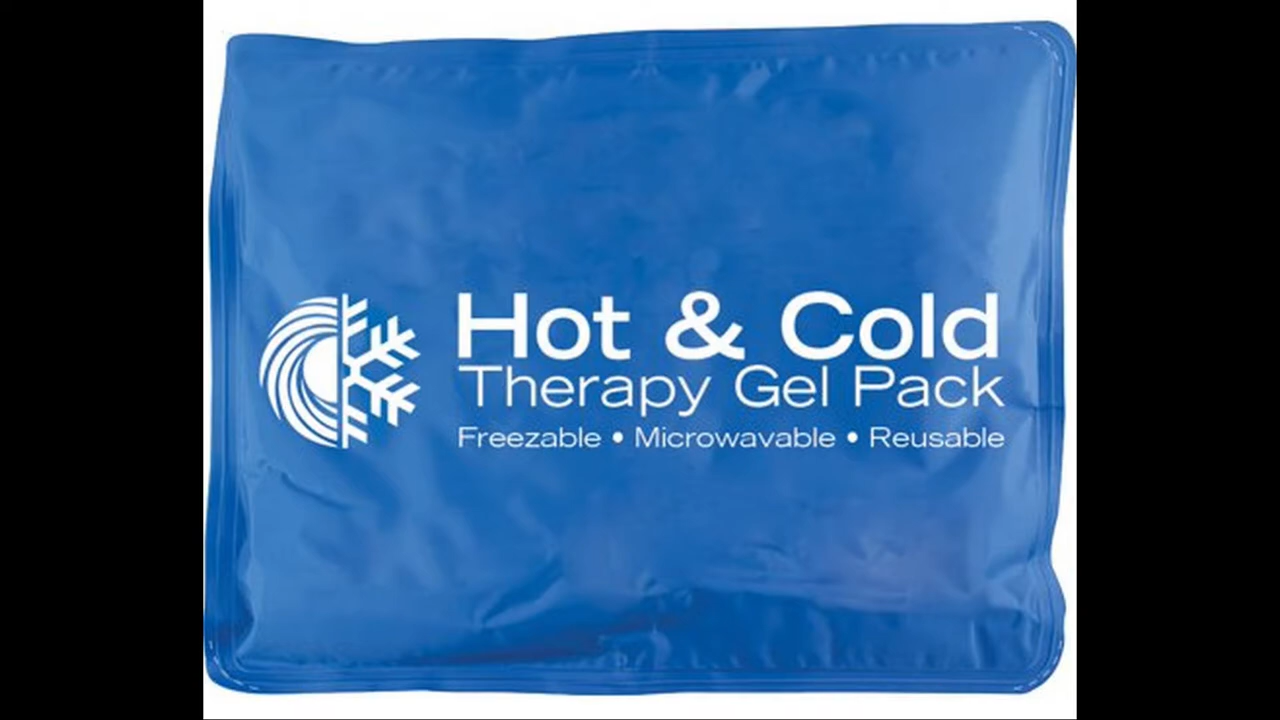 Hot & Cold
Therapy Gel Pack
Freezable • Microwavable • Reusable